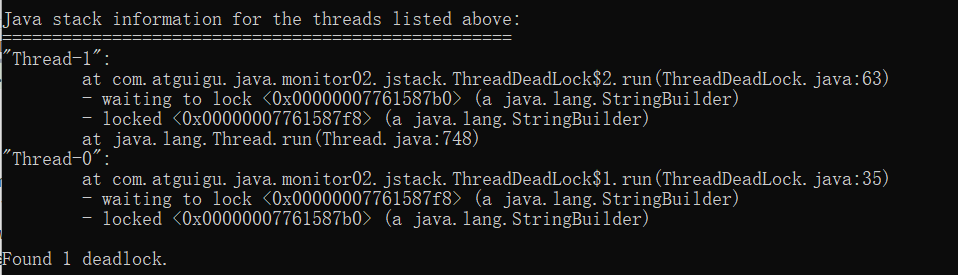 Java stack information for the threads listed above:
===================================================
"Thread-1":
        at com.atguigu.java.monitor02.jstack.ThreadDeadLock$2.run(ThreadDeadLock.java:63)
        - waiting to lock <0x00000007761587b0> (a java.lang.StringBuilder)
        - locked <0x00000007761587f8> (a java.lang.StringBuilder)
        at java.lang.Thread.run(Thread.java:748)
"Thread-0":
        at com.atguigu.java.monitor02.jstack.ThreadDeadLock$1.run(ThreadDeadLock.java:35)
        - waiting to lock <0x00000007761587f8> (a java.lang.StringBuilder)
        - locked <0x00000007761587b0> (a java.lang.StringBuilder)

Found 1 deadlock.